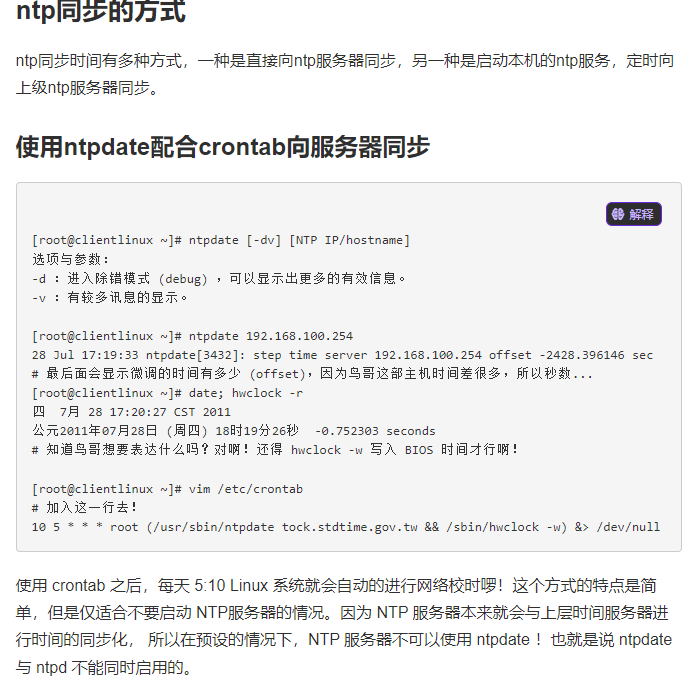 ntp同步的方式
ntp同步时间有多种方式，一种是直接向ntp服务器同步，另一种是启动本机的ntp服务，定时向
上级ntp服务器同步。
使用ntpdate配合crontab向服务器同步
解释
[root@clientlinux ~]# ntpdate [-dv] [NTP IP/hostname]
选项与参数：
-d ：进入除错模式 (debug) ，可以显示出更多的有效信息。
-v ：有较多讯息的显示。
[root@clientlinux ~]# ntpdate 192.168.100.254
28 Jul 17:19:33 ntpdate[3432]: step time server 192.168.100.254 offset -2428.396146 sec
# 最后面会显示微调的时间有多少 (offset)，因为鸟哥这部主机时间差很多，所以秒数...
[root@clientlinux ~]# date; hwclock -r
四  7月 28 17:20:27 CST 2011
公元2011年07月28日 (周四) 18时19分26秒  -0.752303 seconds
# 知道鸟哥想要表达什么吗？对啊！还得 hwclock -w 写入 BIOS 时间才行啊！
[root@clientlinux ~]# vim /etc/crontab
# 加入这一行去！
10 5 * * * root (/usr/sbin/ntpdate tock.stdtime.gov.tw && /sbin/hwclock -w) &> /dev/null
使用 crontab 之后，每天 5:10 Linux 系统就会自动的进行网络校时啰！这个方式的特点是简
单，但是仅适合不要启动 NTP服务器的情况。因为 NTP 服务器本来就会与上层时间服务器进
行时间的同步化， 所以在预设的情况下，NTP 服务器不可以使用 ntpdate ！也就是说 ntpdate
与 ntpd 不能同时启用的。